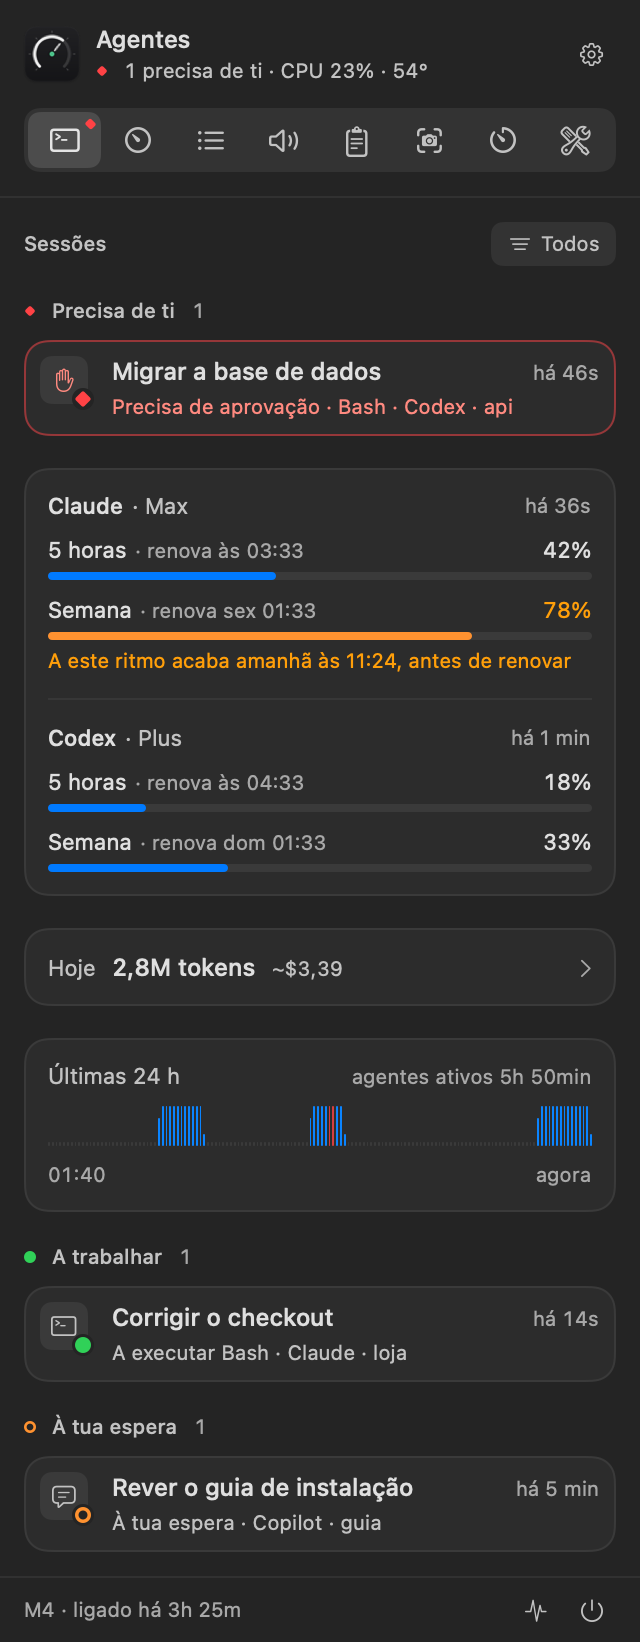 Agentes
1 precisa de ti · CPU 23% · 54°
Sessões
Todos
Precisa de ti 1
Migrar a base de dados
há 46s
Precisa de aprovação · Bash · Codex · api
Claude · Max
há 36s
5 horas · renova às 03:33
42%
Semana · renova sex 01:33
78%
A este ritmo acaba amanhã às 11:24, antes de renovar
Codex · Plus
há 1 min
5 horas · renova às 04:33
18%
Semana · renova dom 01:33
33%
Hoje 2,8M tokens ~$3,39
Últimas 24 h
agentes ativos 5h 50min
01:40
agora
A trabalhar 1
Corrigir o checkout
há 14s
A executar Bash · Claude · loja
À tua espera 1
Rever o guia de instalação
há 5 min
À tua espera · Copilot · guia
M4 · ligado há 3h 25m